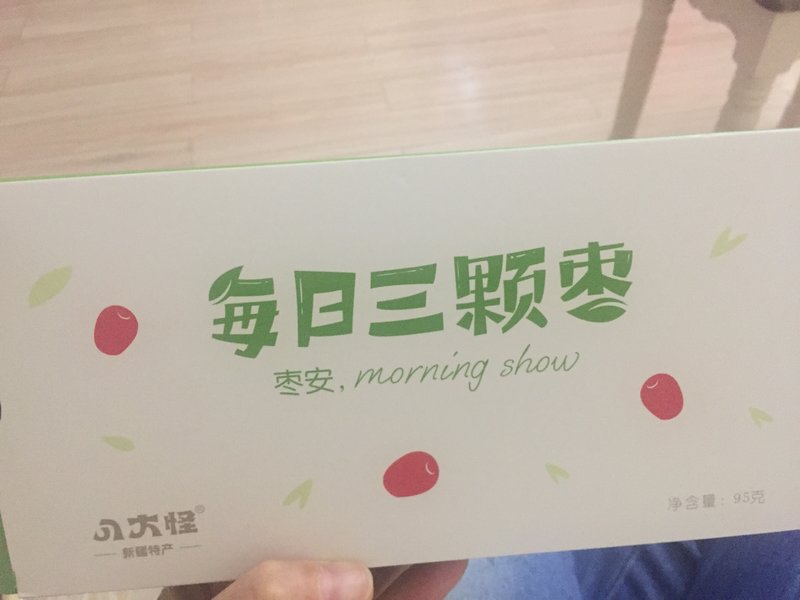 每日三颗枣
枣安, morning show
八大怪®
新疆特产
净含量：95克